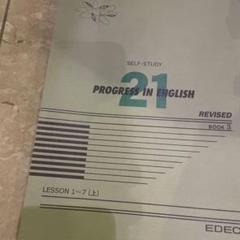 SELF-STUDY
PROGRESS IN ENGLISH
21
REVISED
BOOK 3
LESSON 1〜7 (上)
EDEC